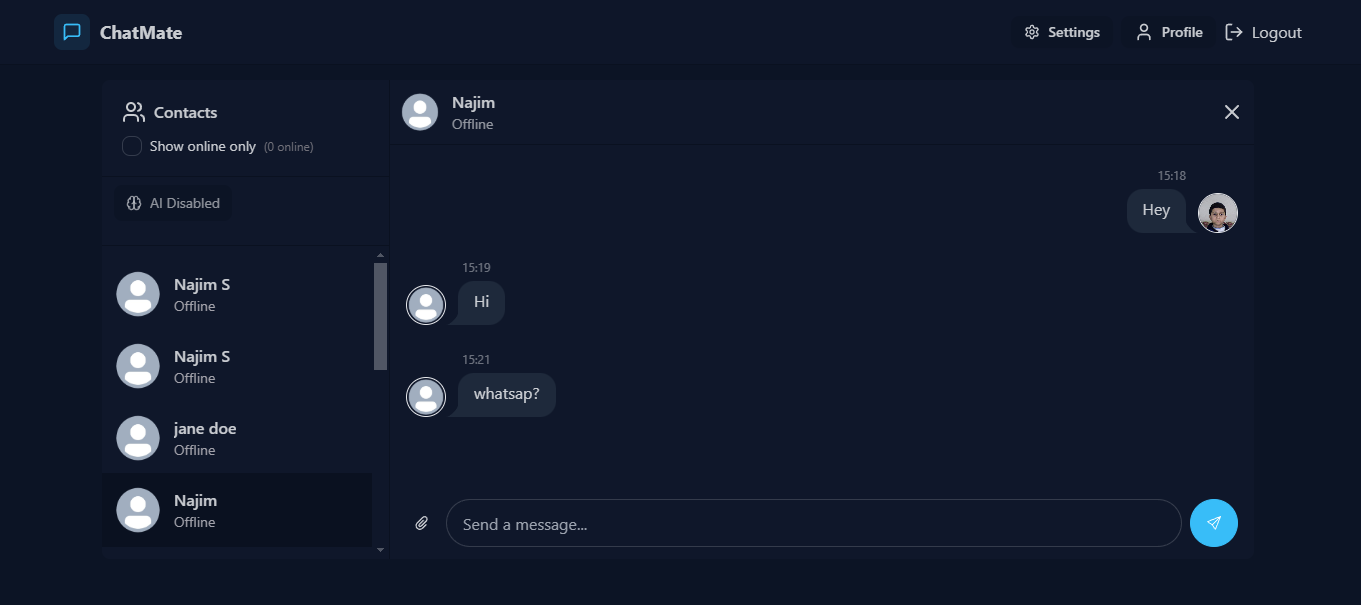 ChatMate
Settings
Profile
Logout
Contacts
Show online only (0 online)
AI Disabled
Najim S
Offline
Najim S
Offline
jane doe
Offline
Najim
Offline
Najim
Offline
15:18
Hey
15:19
Hi
15:21
whatsap?
Send a message...